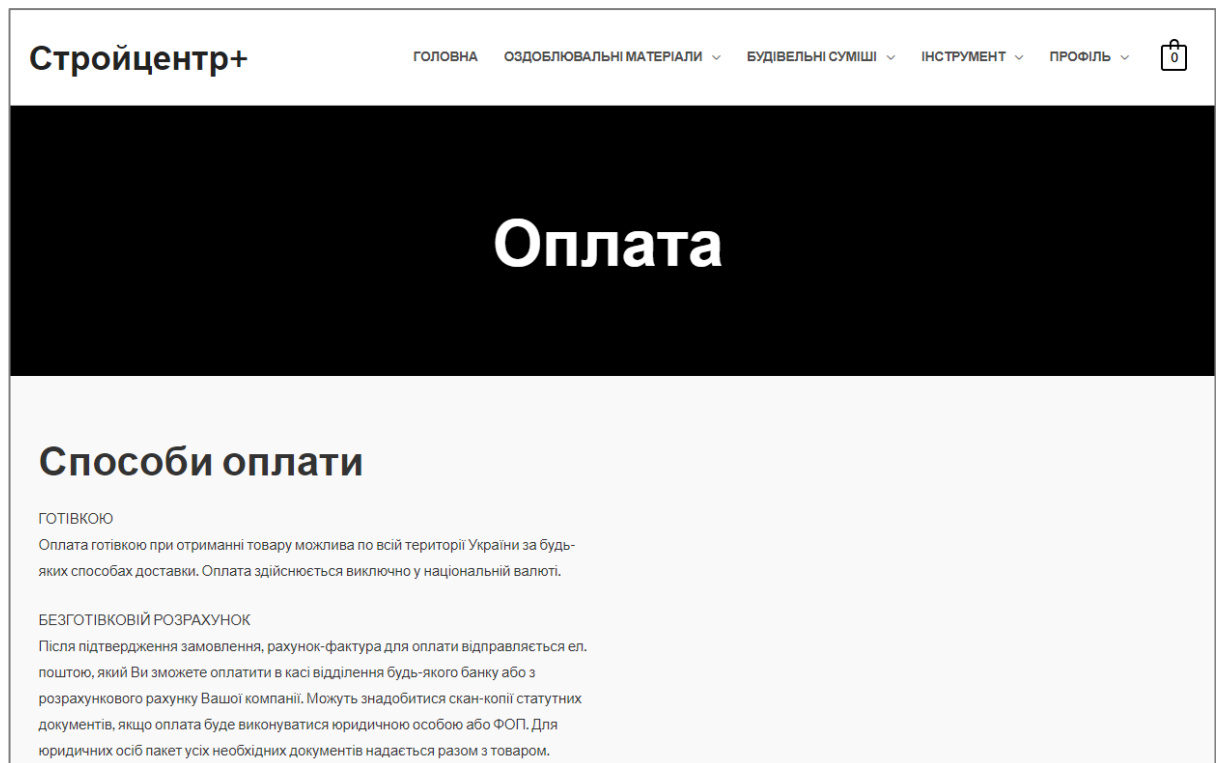 Стройцентр+
ГОЛОВНА ОЗДОБЛЮВАЛЬНІ МАТЕРІАЛИ БУДІВЕЛЬНІ СУМІШІ ІНСТРУМЕНТ ПРОФІЛЬ 0
Оплата
Способи оплати
ГОТІВКОЮ
Оплата готівкою при отриманні товару можлива по всій території України за будь-
яких способах доставки. Оплата здійснюється виключно у національній валюті.
БЕЗГОТІВКОВІЙ РОЗРАХУНОК
Після підтвердження замовлення, рахунок-фактура для оплати відправляється ел.
поштою, який Ви зможете оплатити в касі відділення будь-якого банку або з
розрахункового рахунку Вашої компанії. Можуть знадобитися скан-копії статутних
документів, якщо оплата буде виконуватися юридичною особою або ФОП. Для
юридичних осіб пакет усіх необхідних документів надається разом з товаром.